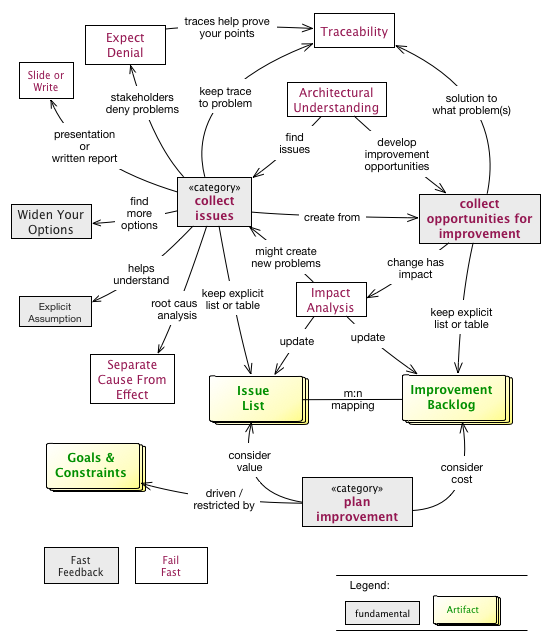 traces help prove
your points
Expect
Denial
Traceability
Slide or
Write
keep trace
to problem
Architectural
Understanding
stakeholders
deny problems
solution to
what problem(s)
presentation
or
written report
find
issues
develop
improvement
opportunities
«category»
collect
issues
Widen Your
Options
find
more
options
create from
collect
opportunities for
improvement
might create
new problems
change has
impact
helps
understand
Explicit
Assumption
root caus
analysis
keep explicit
list or table
Impact
Analysis
keep explicit
list or table
update
update
Separate
Cause From
Effect
Issue
List
m:n
mapping
Improvement
Backlog
Goals &
Constraints
consider
value
consider
cost
driven /
restricted by
«category»
plan
improvement
Fast
Feedback
Fail
Fast
Legend:
fundamental
Artifact